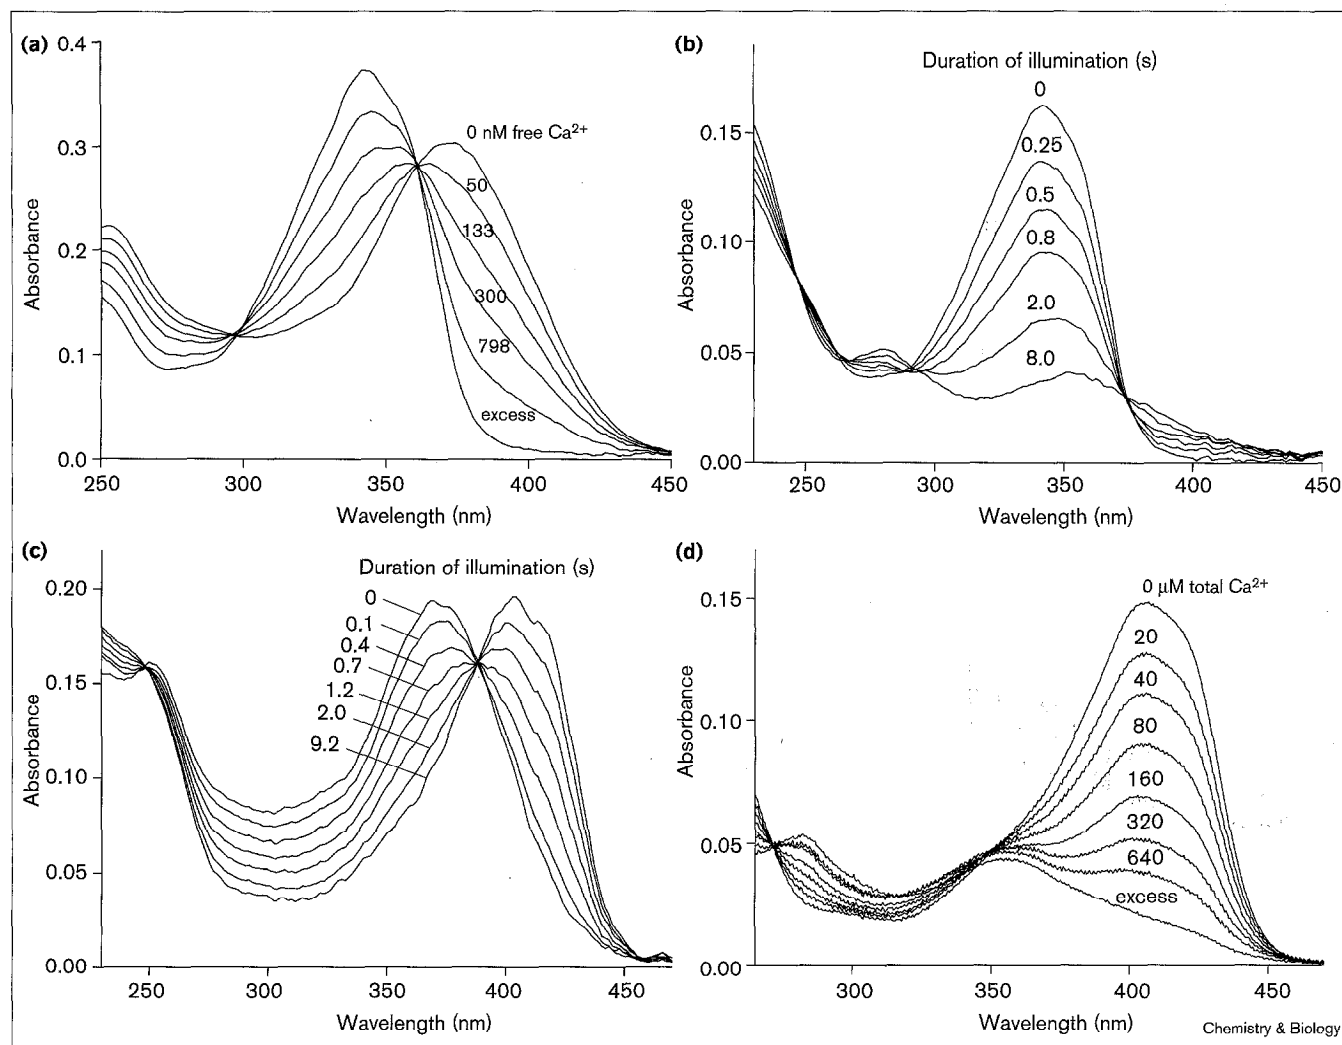 (a)
0.4
0.3
0.2
0.1
0.0
Absorbance
0 nM free Ca²⁺
50
133
300
798
excess
250 300 350 400 450
Wavelength (nm)
(b)
Duration of illumination (s)
0
0.25
0.5
0.8
2.0
8.0
0.15
0.10
0.05
0.00
Absorbance
250 300 350 400 450
Wavelength (nm)
(c)
Duration of illumination (s)
0
0.1
0.4
0.7
1.2
2.0
9.2
0.20
0.15
0.10
0.05
0.00
Absorbance
250 300 350 400 450
Wavelength (nm)
(d)
0 μM total Ca²⁺
20
40
80
160
320
640
excess
0.15
0.10
0.05
0.00
Absorbance
300 350 400 450
Wavelength (nm)
Chemistry & Biology